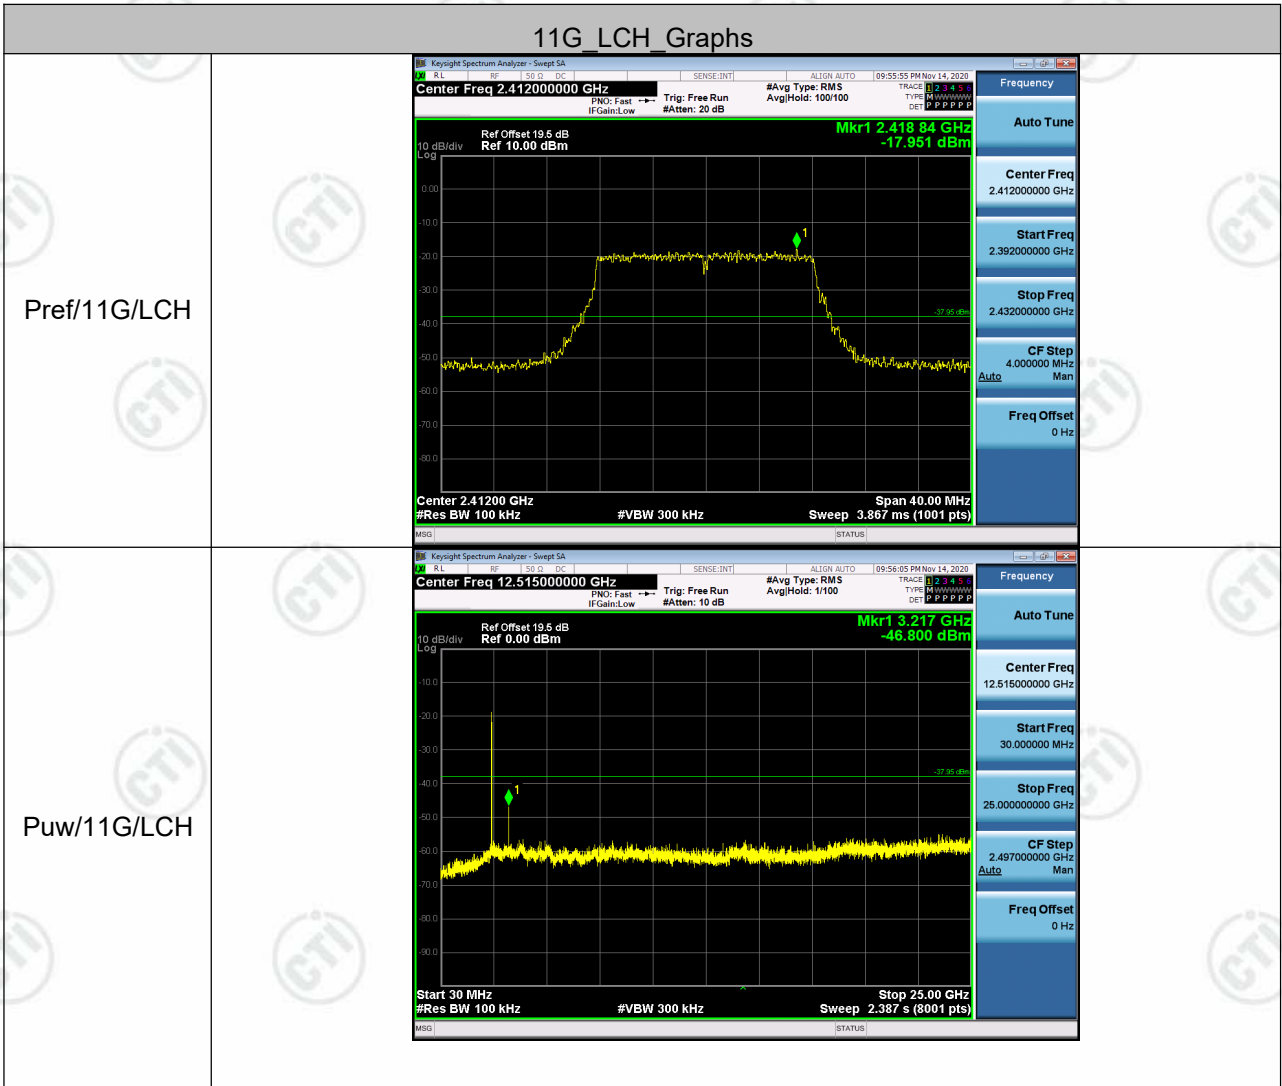 11G_LCH_Graphs
Pref/11G/LCH
Keysight Spectrum Analyzer - Swept SA
RL RF 50 Ω DC SENSE:INT ALIGN AUTO 09:55:55 PM Nov 14, 2020
Center Freq 2.412000000 GHz
PNO: Fast
IFGain:Low
Trig: Free Run
#Atten: 20 dB
#Avg Type: RMS
Avg|Hold: 100/100
TRACE 1 2 3 4 5 6
TYPE M W W W W W
DET P P P P P P
Frequency
Auto Tune
Center Freq
2.412000000 GHz
Start Freq
2.392000000 GHz
Stop Freq
2.432000000 GHz
CF Step
4.000000 MHz
Auto Man
Freq Offset
0 Hz
Mkr1 2.418 84 GHz
-17.951 dBm
Ref Offset 19.5 dB
10 dB/div Ref 10.00 dBm
Log
0.00
-10.0
-20.0
-30.0
-40.0
-50.0
-60.0
-70.0
-80.0
1
-37.95 dBm
Center 2.41200 GHz Span 40.00 MHz
#Res BW 100 kHz #VBW 300 kHz Sweep 3.867 ms (1001 pts)
MSG STATUS
Puw/11G/LCH
Keysight Spectrum Analyzer - Swept SA
RL RF 50 Ω DC SENSE:INT ALIGN AUTO 09:56:05 PM Nov 14, 2020
Center Freq 12.515000000 GHz
PNO: Fast
IFGain:Low
Trig: Free Run
#Atten: 10 dB
#Avg Type: RMS
Avg|Hold: 1/100
TRACE 1 2 3 4 5 6
TYPE M W W W W W
DET P P P P P P
Frequency
Auto Tune
Center Freq
12.515000000 GHz
Start Freq
30.000000 MHz
Stop Freq
25.000000000 GHz
CF Step
2.497000000 GHz
Auto Man
Freq Offset
0 Hz
Mkr1 3.217 GHz
-46.800 dBm
Ref Offset 19.5 dB
10 dB/div Ref 0.00 dBm
Log
-10.0
-20.0
-30.0
-40.0
-50.0
-60.0
-70.0
-80.0
-90.0
1
-37.95 dBm
Start 30 MHz Stop 25.00 GHz
#Res BW 100 kHz #VBW 300 kHz Sweep 2.387 s (8001 pts)
MSG STATUS
CTI
CTI
CTI
CTI
CTI
CTI
CTI
CTI
CTI
CTI
CTI
CTI